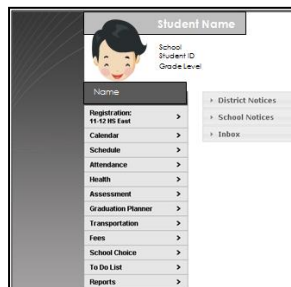 Student Name
School
Student ID
Grade Level
Name
Registration:
11-12 HS East
Calendar
Schedule
Attendance
Health
Assessment
Graduation Planner
Transportation
Fees
School Choice
To Do List
Reports
District Notices
School Notices
Inbox